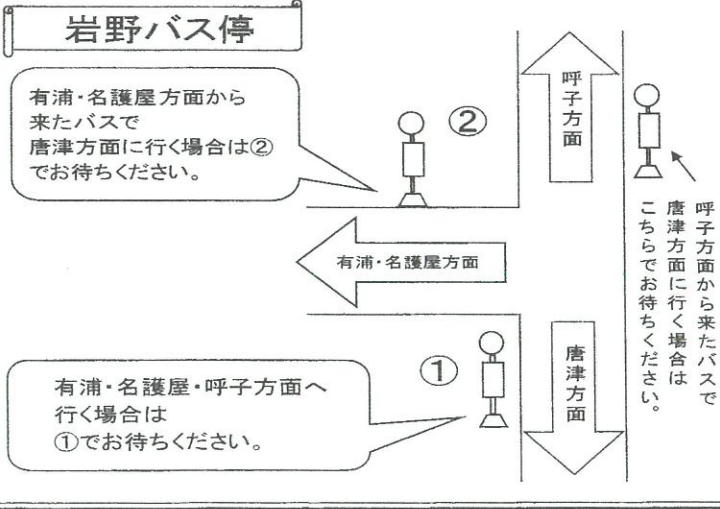 岩野バス停
有浦・名護屋方面から
来たバスで
唐津方面に行く場合は②
でお待ちください。
②
呼子方面
呼子方面から来たバスで
唐津方面に行く場合は
こちらでお待ちください。
有浦・名護屋方面
①
唐津方面
有浦・名護屋・呼子方面へ
行く場合は
①でお待ちください。